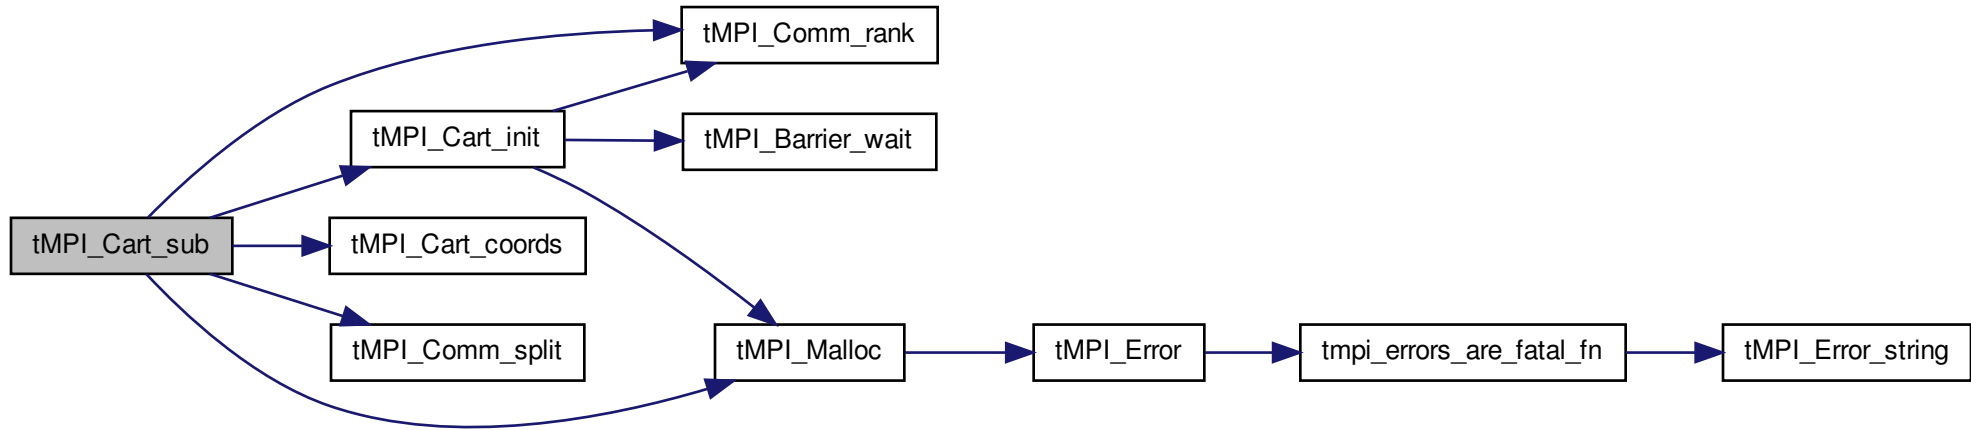 tMPI_Comm_rank
tMPI_Cart_init
tMPI_Barrier_wait
tMPI_Cart_sub
tMPI_Cart_coords
tMPI_Comm_split
tMPI_Malloc
tMPI_Error
tmpi_errors_are_fatal_fn
tMPI_Error_string